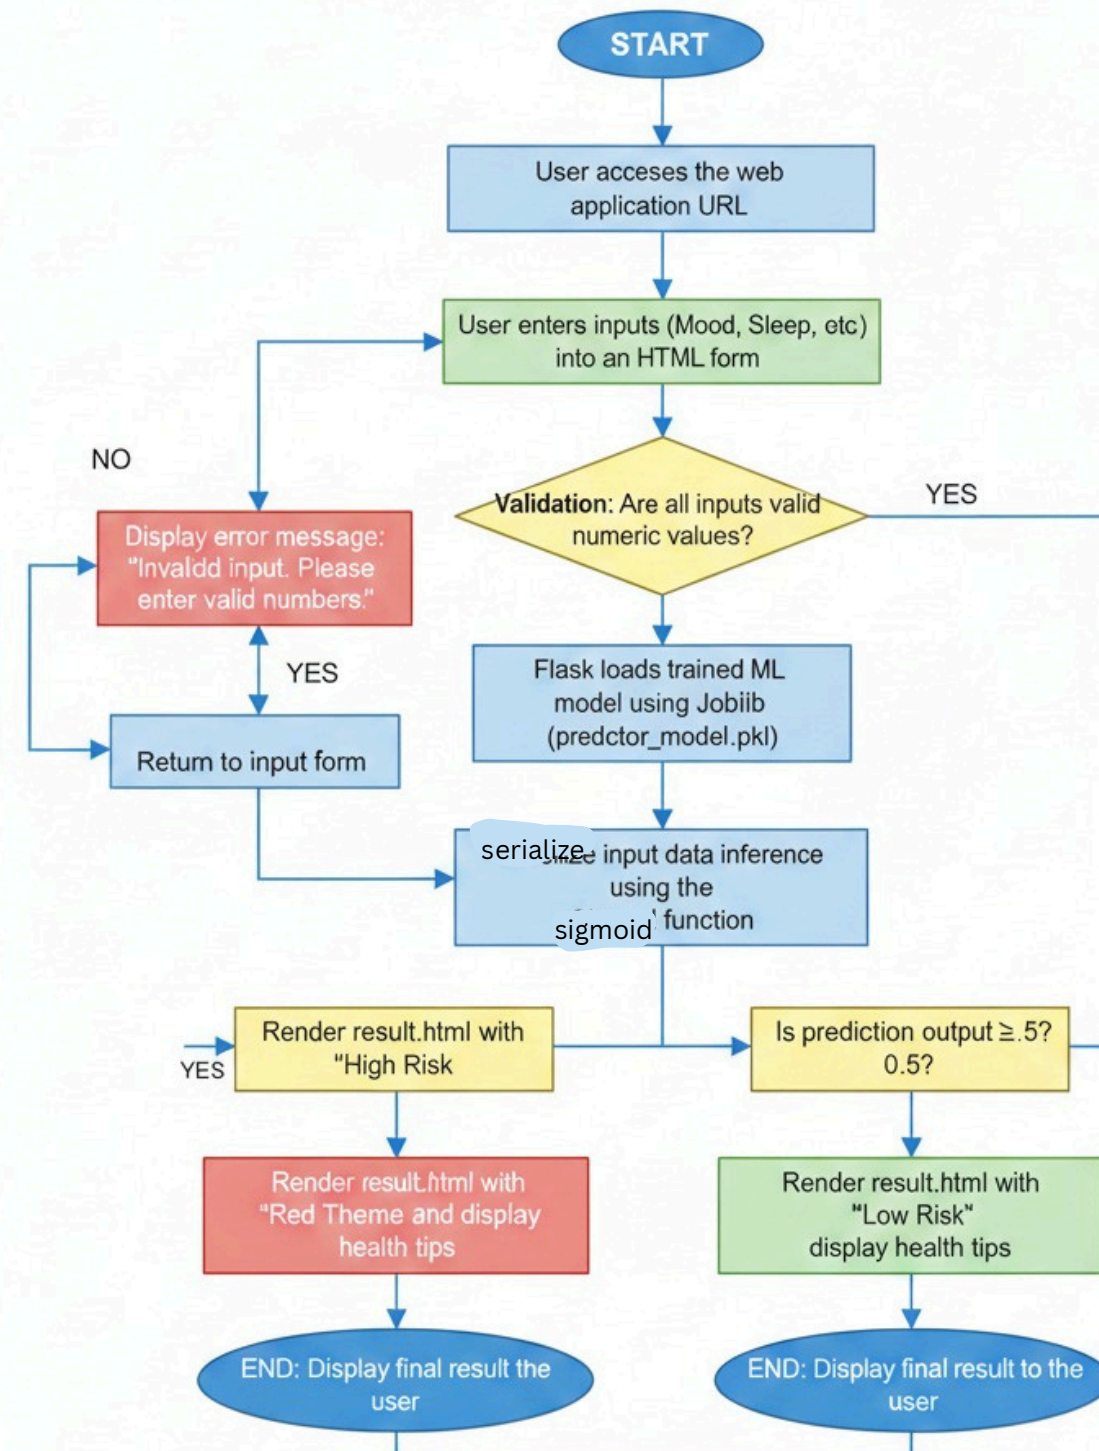 START
User acceses the web
application URL
User enters inputs (Mood, Sleep, etc)
into an HTML form
NO
Validation: Are all inputs valid
numeric values?
YES
Display error message:
"Invaldd input. Please
enter valid numbers."
YES
Flask loads trained ML
model using Jobiib
(predctor_model.pkl)
Return to input form
serialize input data inference
using the
sigmoid function
YES
Render result.html with
"High Risk
Is prediction output ≧.5?
0.5?
Render result.html with
"Red Theme and display
health tips
Render result.html with
"Low Risk"
display health tips
END: Display final result the
user
END: Display final result to the
user